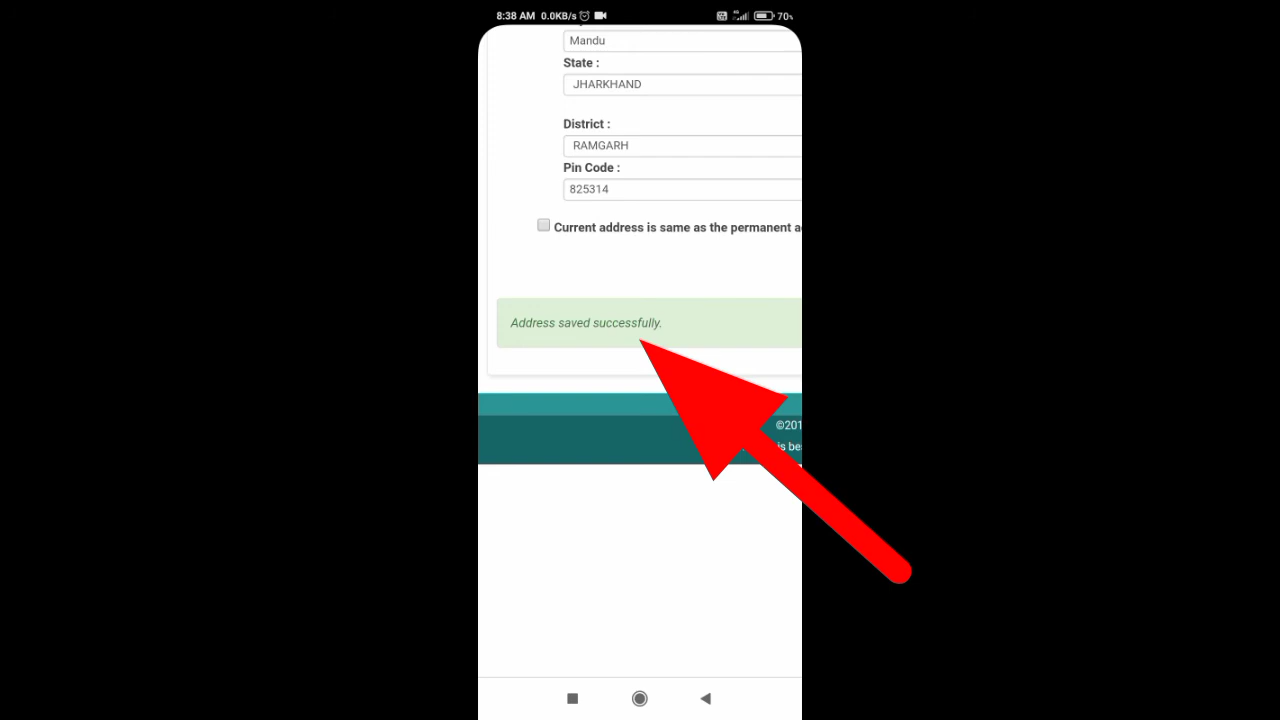 8:38 AM 0.0KB/s 70%
Mandu
State :
JHARKHAND
District :
RAMGARH
Pin Code :
825314
Current address is same as the permanent a
Address saved successfully.
©201
is be